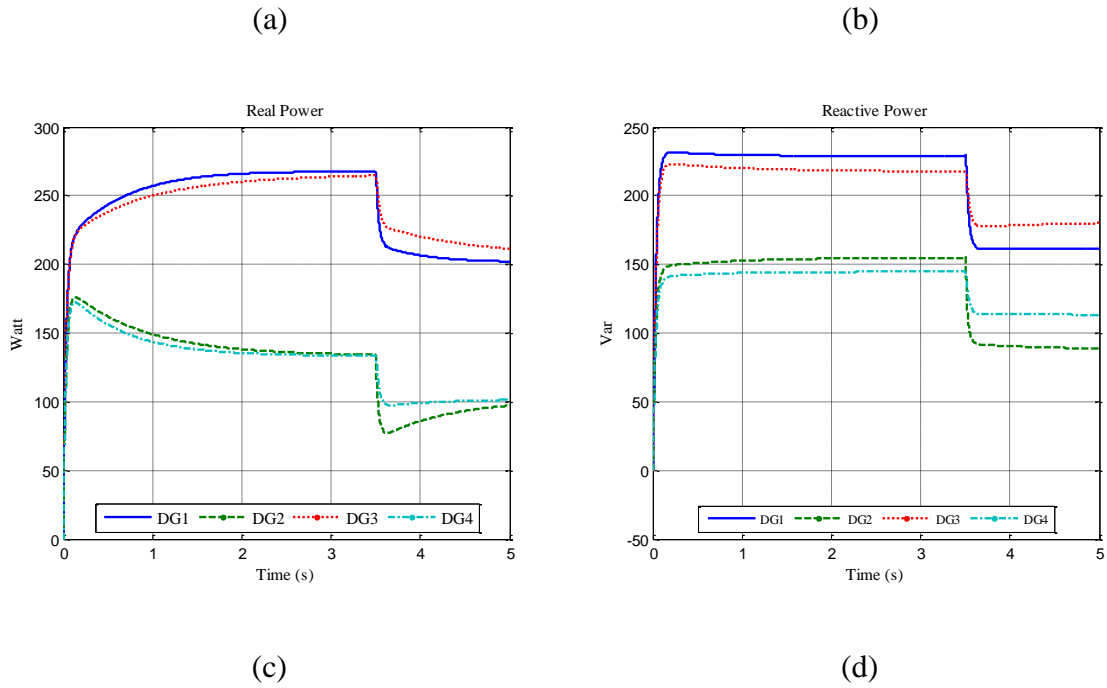 (a)
(b)
Real Power
300
250
200
150
100
50
0
Watt
0 1 2 3 4 5
Time (s)
DG1 DG2 DG3 DG4
Reactive Power
250
200
150
100
50
0
-50
Var
0 1 2 3 4 5
Time (s)
DG1 DG2 DG3 DG4
(c)
(d)